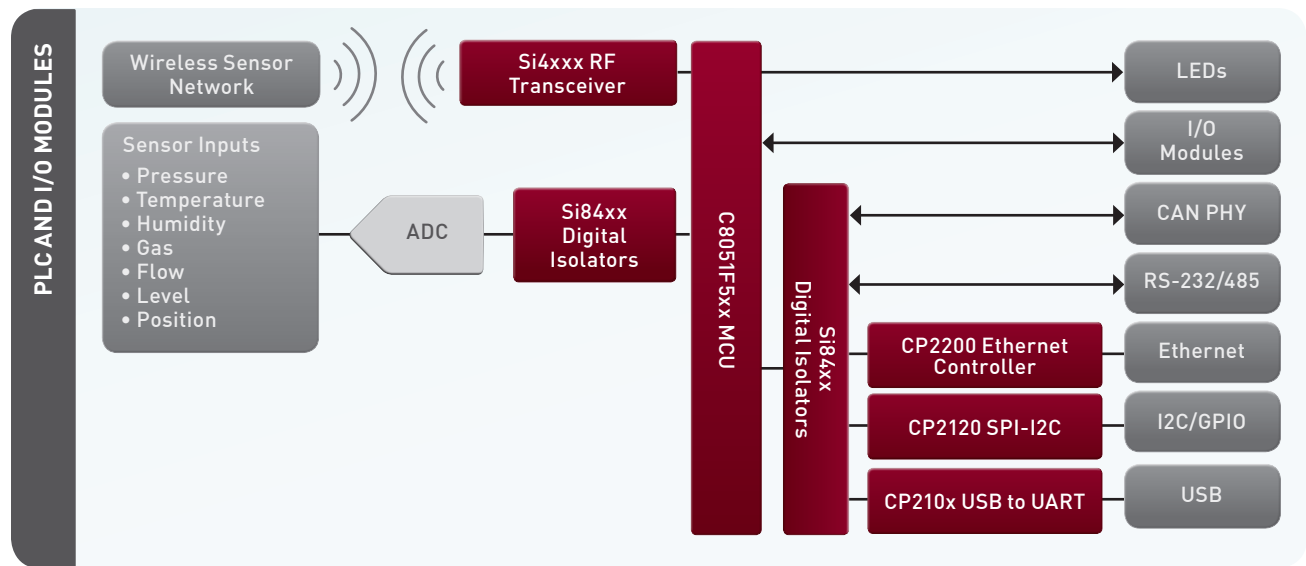 PLC AND I/O MODULES
Wireless Sensor
Network
Si4xxx RF
Transceiver
Sensor Inputs
• Pressure
• Temperature
• Humidity
• Gas
• Flow
• Level
• Position
ADC
Si84xx
Digital
Isolators
C8051F5xx MCU
Si84xx
Digital Isolators
CP2200 Ethernet
Controller
CP2120 SPI-I2C
CP210x USB to UART
LEDs
I/O
Modules
CAN PHY
RS-232/485
Ethernet
I2C/GPIO
USB